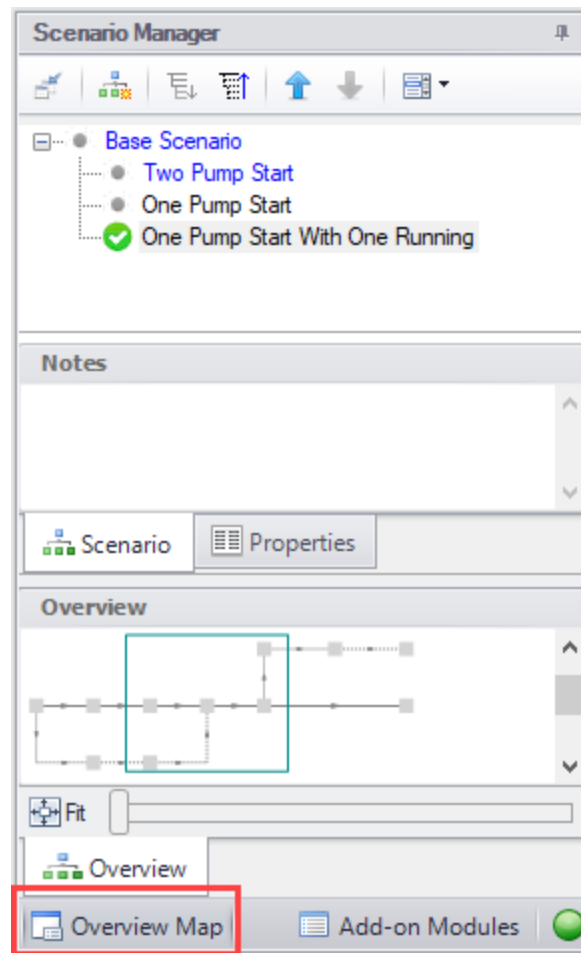 Scenario Manager
Base Scenario
Two Pump Start
One Pump Start
One Pump Start With One Running
Notes
Scenario Properties
Overview
Fit
Overview
Overview Map Add-on Modules